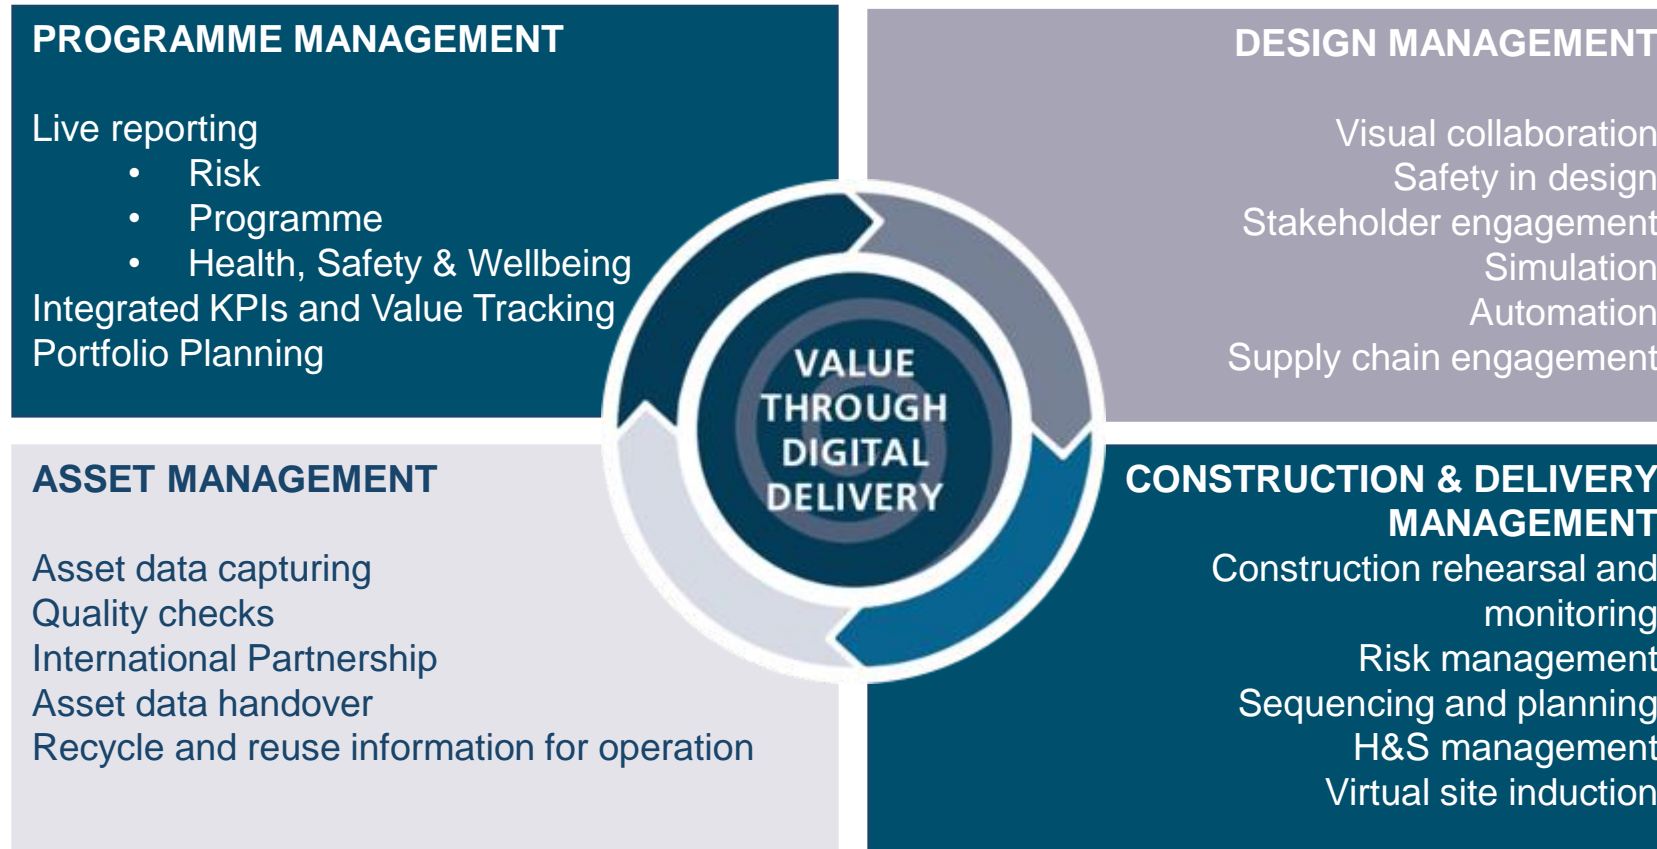 PROGRAMME MANAGEMENT
Live reporting
• Risk
• Programme
• Health, Safety & Wellbeing
Integrated KPIs and Value Tracking
Portfolio Planning
DESIGN MANAGEMENT
Visual collaboration
Safety in design
Stakeholder engagement
Simulation
Automation
Supply chain engagement
VALUE
THROUGH
DIGITAL
DELIVERY
ASSET MANAGEMENT
Asset data capturing
Quality checks
International Partnership
Asset data handover
Recycle and reuse information for operation
CONSTRUCTION & DELIVERY
MANAGEMENT
Construction rehearsal and
monitoring
Risk management
Sequencing and planning
H&S management
Virtual site induction